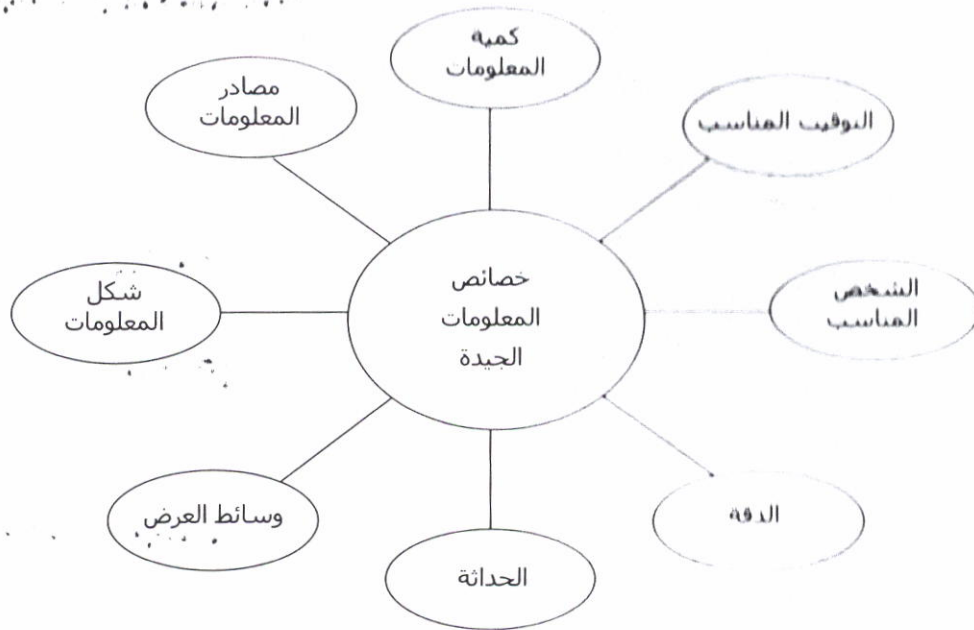 كمية
المعلومات
التوقيت المناسب
مصادر
المعلومات
الشخص
المناسب
شكل
المعلومات
خصائص
المعلومات
الجيدة
الدقة
وسائط العرض
الحداثة